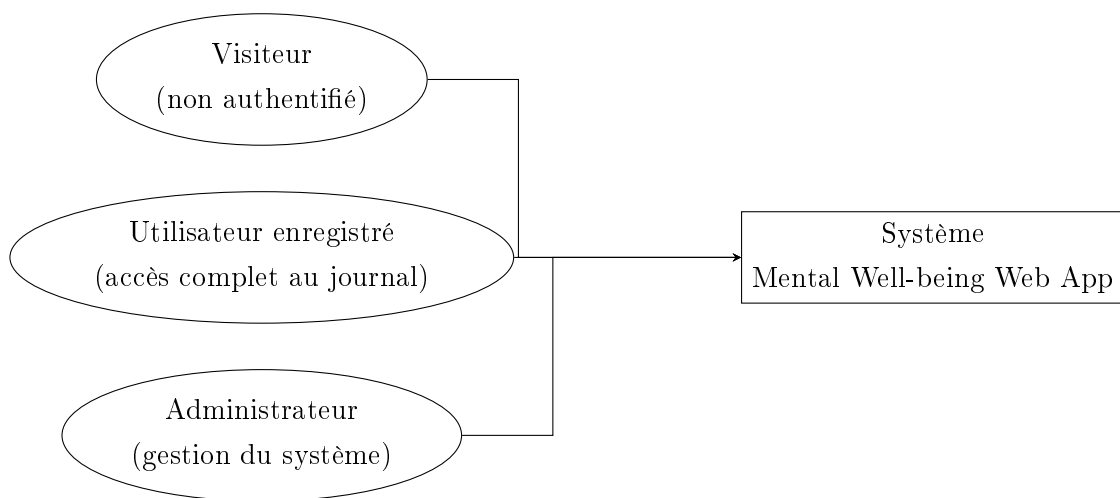 Visiteur
(non authentifié)
Utilisateur enregistré
(accès complet au journal)
Système
Mental Well-being Web App
Administrateur
(gestion du système)